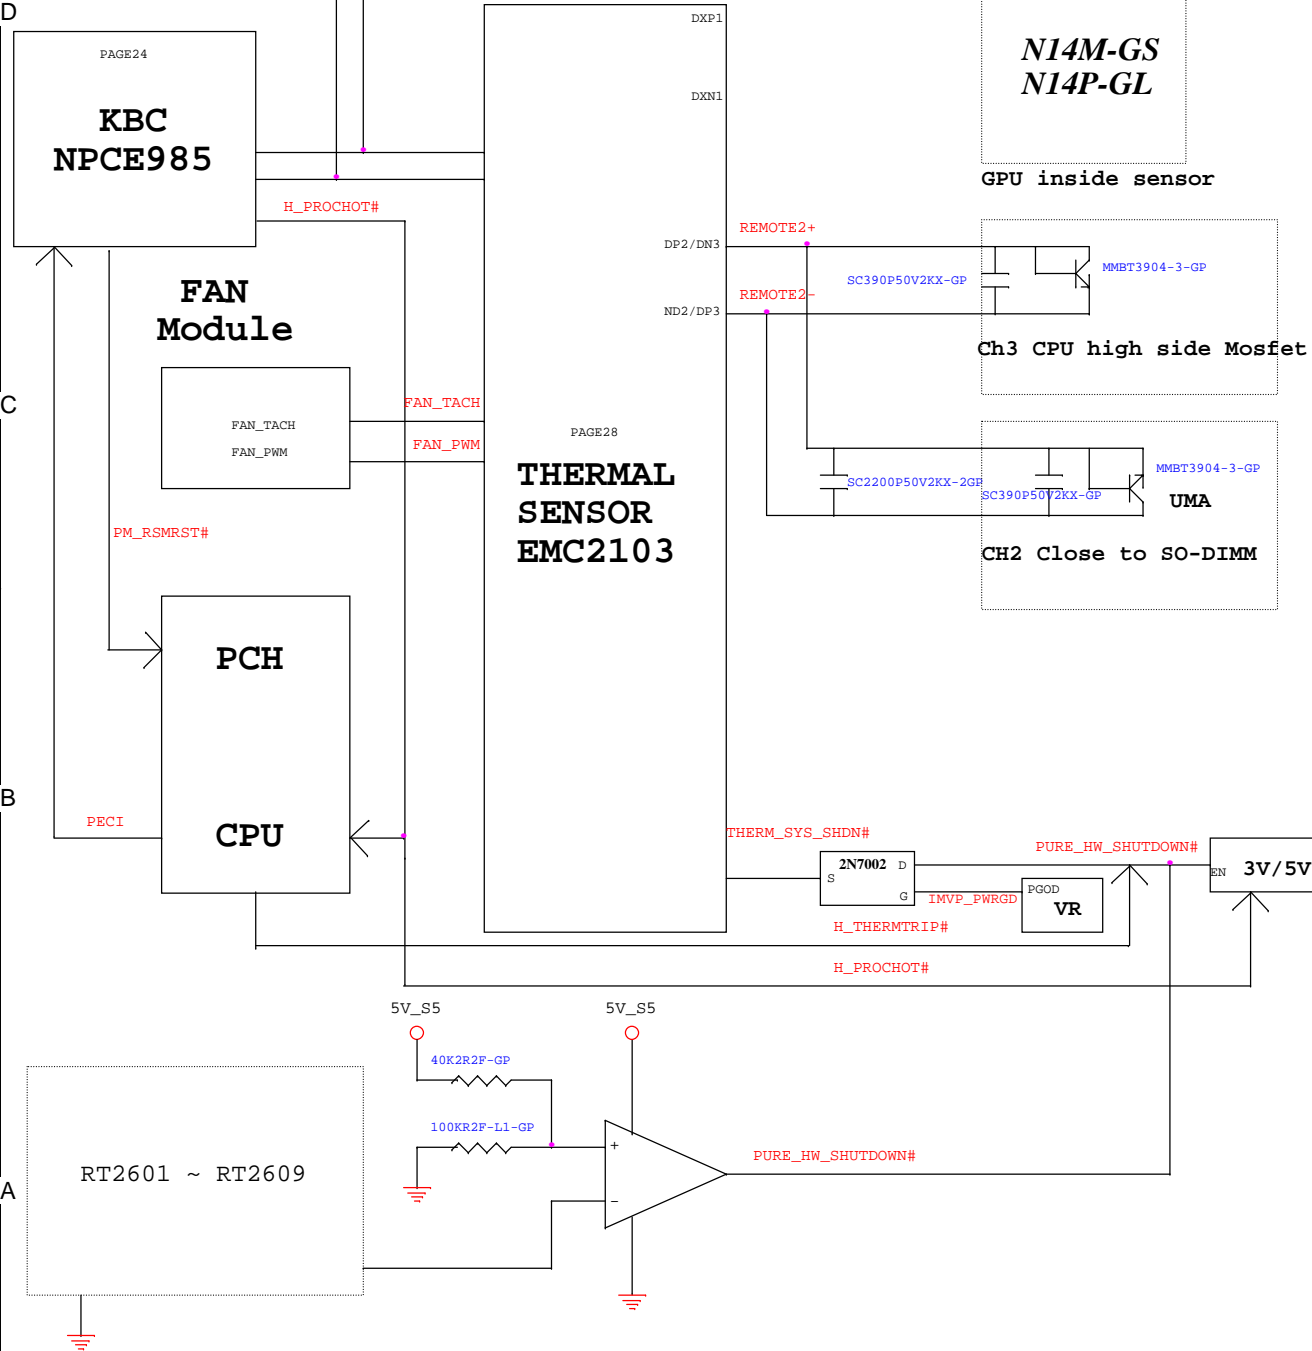 D
DXP1
N14M-GS
N14P-GL
PAGE24
DXN1
KBC
NPCE985
GPU inside sensor
H_PROCHOT#
REMOTE2+
DP2/DN3
MMBT3904-3-GP
SC390P50V2KX-GP
FAN
Module
REMOTE2-
ND2/DP3
Ch3 CPU high side Mosfet
C
FAN_TACH
FAN_TACH
FAN_PWM
FAN_PWM
PAGE28
THERMAL
SENSOR
EMC2103
MMBT3904-3-GP
SC2200P50V2KX-2GP
SC390P50V2KX-GP
UMA
PM_RSMRST#
CH2 Close to SO-DIMM
PCH
B
PECI
CPU
THERM_SYS_SHDN#
PURE_HW_SHUTDOWN#
2N7002
D
S
G
EN
3V/5V
IMVP_PWRGD
PGOD
VR
H_THERMTRIP#
H_PROCHOT#
5V_S5
5V_S5
40K2R2F-GP
100KR2F-L1-GP
+
PURE_HW_SHUTDOWN#
RT2601 ~ RT2609
A
-